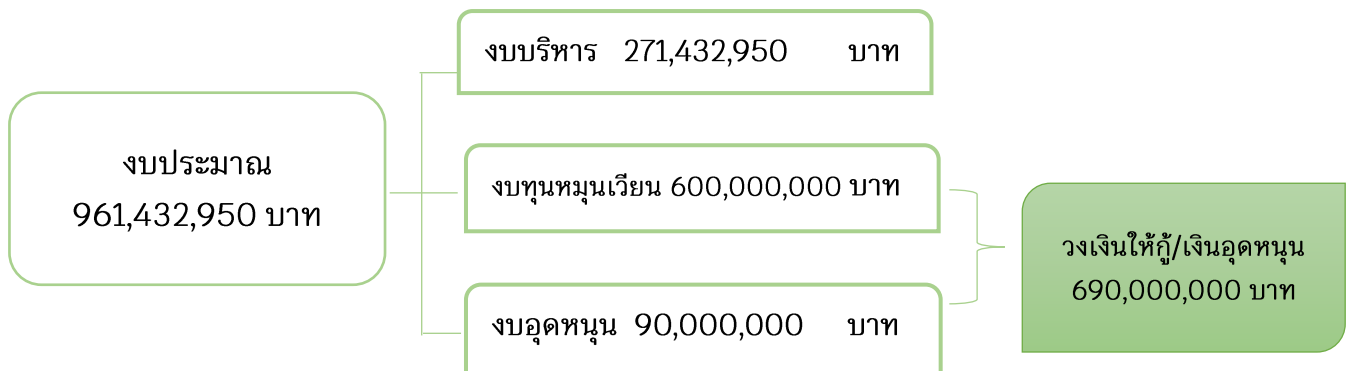 งบประมาณ
961,432,950 บาท
งบบริหาร 271,432,950 บาท
งบทุนหมุนเวียน 600,000,000 บาท
งบอุดหนุน 90,000,000 บาท
วงเงินให้กู้/เงินอุดหนุน
690,000,000 บาท